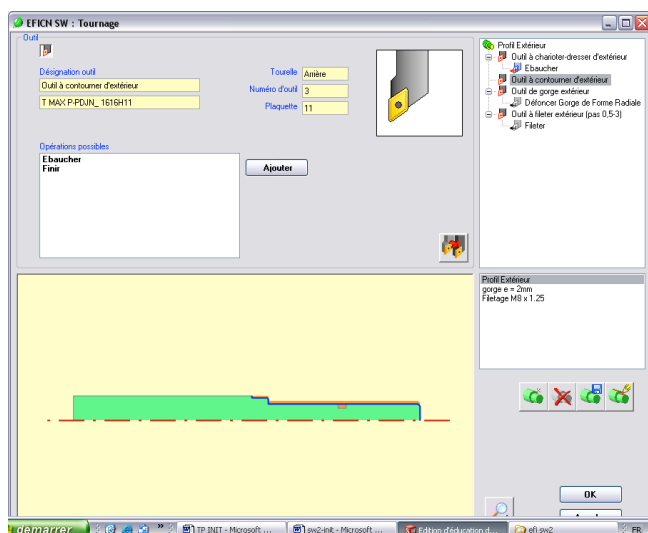 EFICN SW : Tournage
Outil
Désignation outil
Outil à contourner d'extérieur
T MAX P-PDJN_ 1616H11
Tourelle Arrière
Numéro d'outil 3
Plaquette 11
Opérations possibles
Ebaucher
Finir
Ajouter
Profil Extérieur
Outil à charioter-dresser d'extérieur
Ebaucher
Outil à contourner d'extérieur
Outil de gorge extérieur
Défoncer Gorge de Forme Radiale
Outil à fileter extérieur (pas 0,5-3)
Fileter
Profil Extérieur
gorge e = 2mm
Filetage M8 x 1.25
OK
démarrer
TP INIT - Microsoft ...
sw2-init - Microsoft ...
Edition d'éducation d...
efi sw2
FR